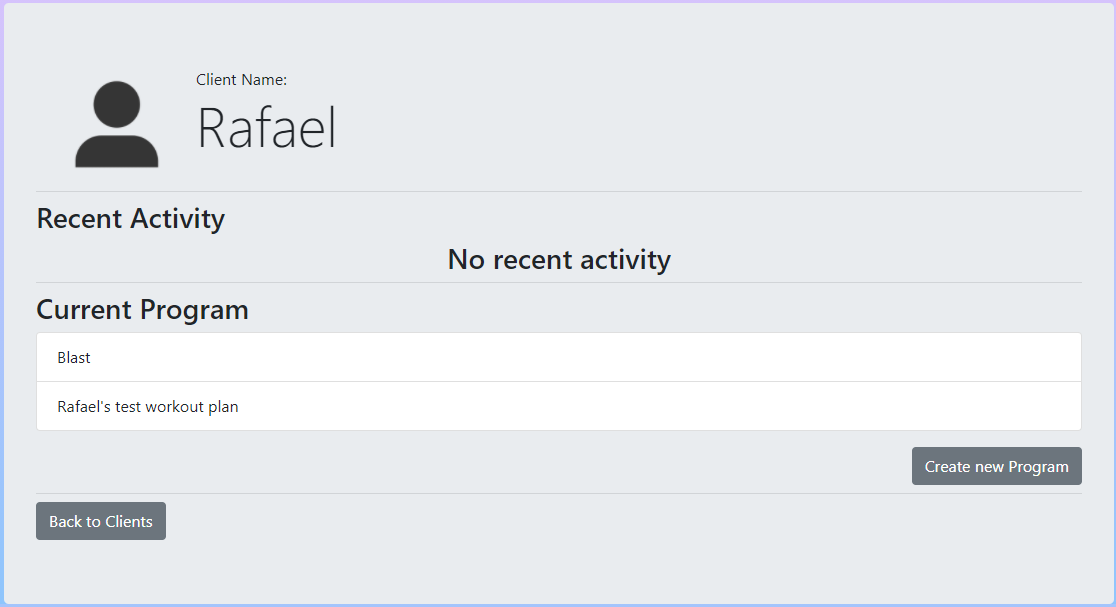 Client Name:
Rafael
Recent Activity
No recent activity
Current Program
Blast
Rafael's test workout plan
Create new Program
Back to Clients